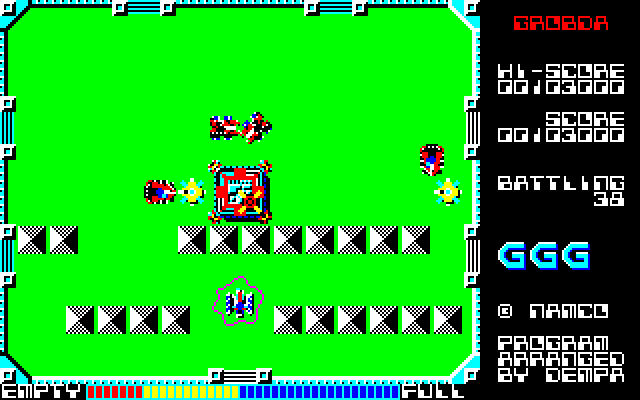 GROBDA
HI-SCORE
00103000
SCORE
00103000
BATTLING
38
GGG
© NAMCO
PROGRAM
ARRANGED
BY DEMPA
EMPTY FULL